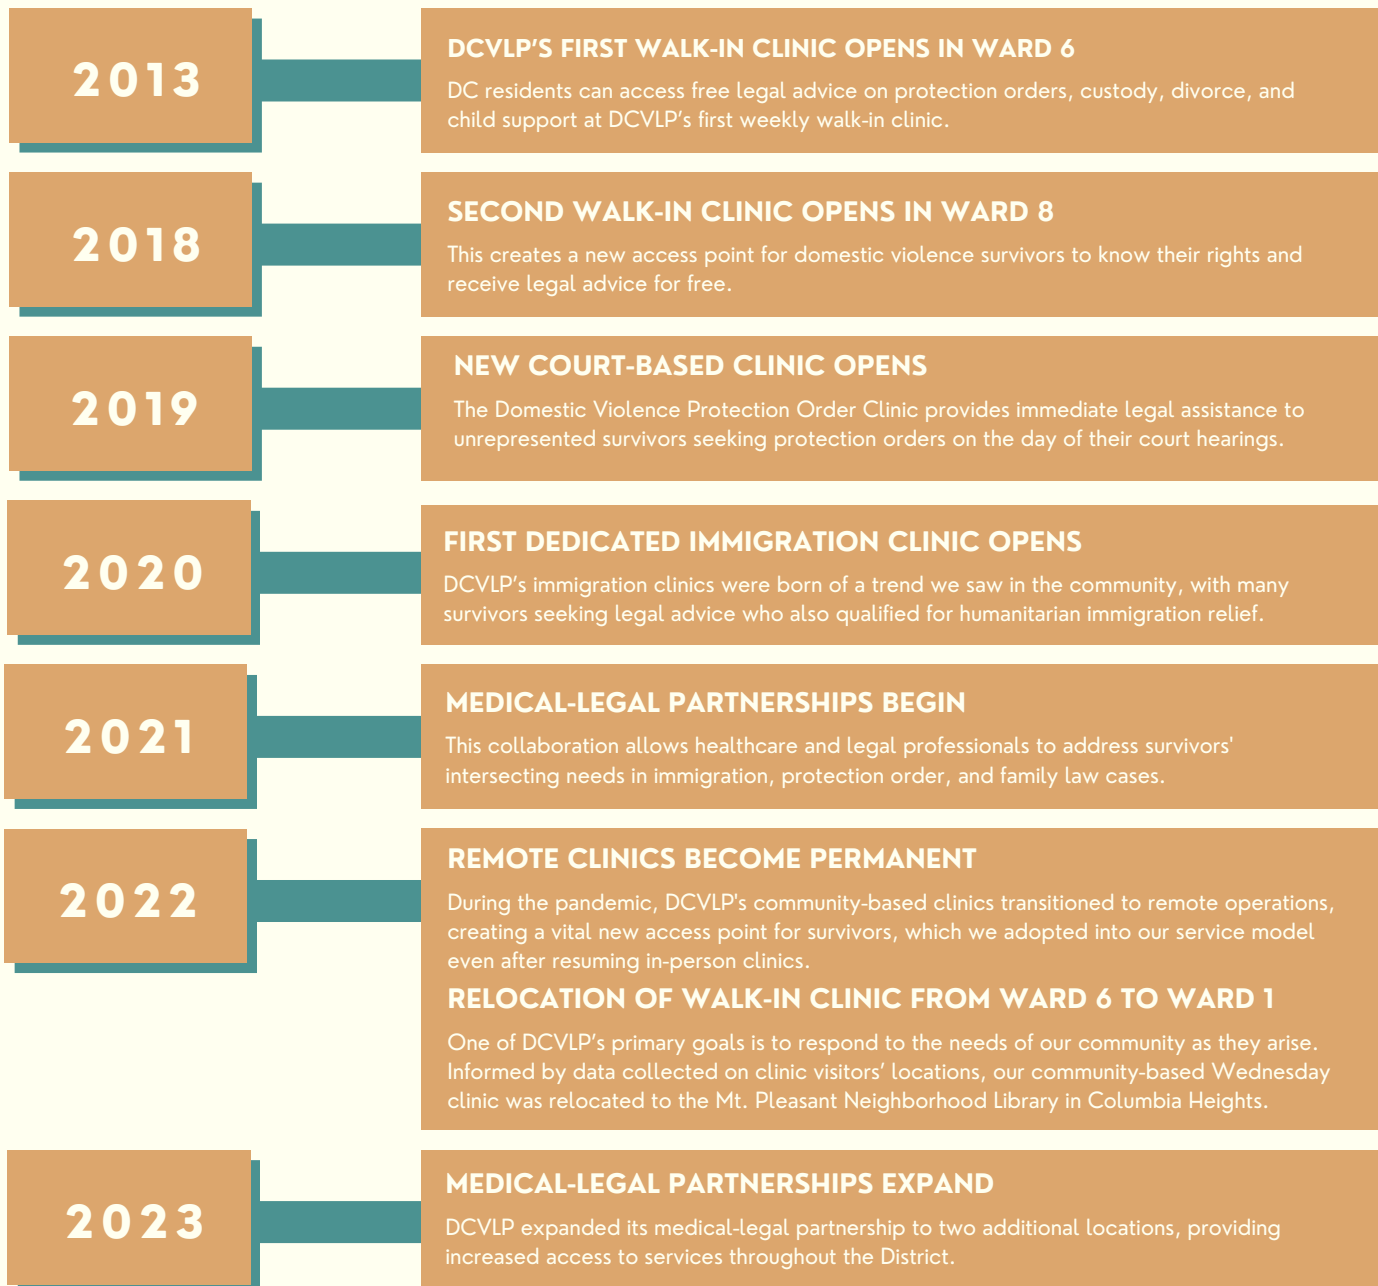 2013
DCVLP’S FIRST WALK-IN CLINIC OPENS IN WARD 6
DC residents can access free legal advice on protection orders, custody, divorce, and
child support at DCVLP’s first weekly walk-in clinic.
2018
SECOND WALK-IN CLINIC OPENS IN WARD 8
This creates a new access point for domestic violence survivors to know their rights and
receive legal advice for free.
2019
NEW COURT-BASED CLINIC OPENS
The Domestic Violence Protection Order Clinic provides immediate legal assistance to
unrepresented survivors seeking protection orders on the day of their court hearings.
2020
FIRST DEDICATED IMMIGRATION CLINIC OPENS
DCVLP’s immigration clinics were born of a trend we saw in the community, with many
survivors seeking legal advice who also qualified for humanitarian immigration relief.
2021
MEDICAL-LEGAL PARTNERSHIPS BEGIN
This collaboration allows healthcare and legal professionals to address survivors'
intersecting needs in immigration, protection order, and family law cases.
2022
REMOTE CLINICS BECOME PERMANENT
During the pandemic, DCVLP's community-based clinics transitioned to remote operations,
creating a vital new access point for survivors, which we adopted into our service model
even after resuming in-person clinics.
RELOCATION OF WALK-IN CLINIC FROM WARD 6 TO WARD 1
One of DCVLP’s primary goals is to respond to the needs of our community as they arise.
Informed by data collected on clinic visitors’ locations, our community-based Wednesday
clinic was relocated to the Mt. Pleasant Neighborhood Library in Columbia Heights.
2023
MEDICAL-LEGAL PARTNERSHIPS EXPAND
DCVLP expanded its medical-legal partnership to two additional locations, providing
increased access to services throughout the District.